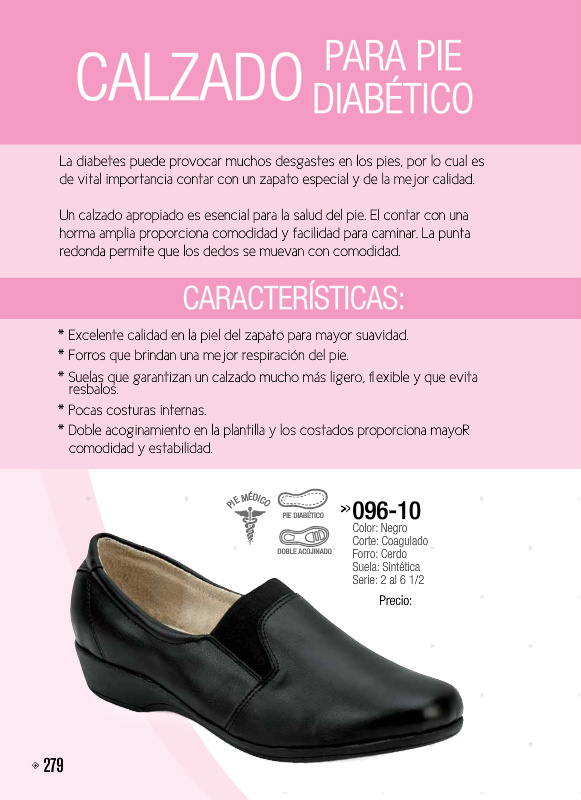 CALZADO PARA PIE
DIABÉTICO
La diabetes puede provocar muchos desgastes en los pies, por lo cual es
de vital importancia contar con un zapato especial y de la mejor calidad.
Un calzado apropiado es esencial para la salud del pie. El contar con una
horma amplia proporciona comodidad y facilidad para caminar. La punta
redonda permite que los dedos se muevan con comodidad.
CARACTERÍSTICAS:
* Excelente calidad en la piel del zapato para mayor suavidad.
* Forros que brindan una mejor respiración del pie.
* Suelas que garantizan un calzado mucho más ligero, flexible y que evita
resbalos.
* Pocas costuras internas.
* Doble acoginamiento en la plantilla y los costados proporciona mayoR
comodidad y estabilidad.
PIE MÉDICO
PIE DIABÉTICO
DOBLE ACOJINADO
096-10
Color: Negro
Corte: Coagulado
Forro: Cerdo
Suela: Sintética
Serie: 2 al 6 1/2
Precio:
279